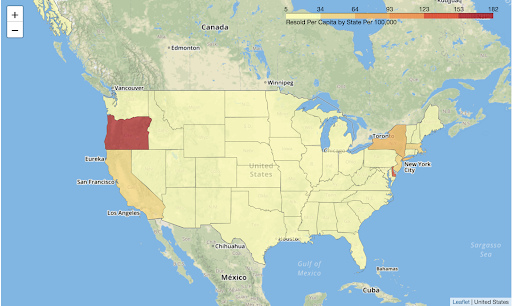 5 34 64 93 123 153 182
Resold Per Capita by State Per 100,000
+
−
Canada
Edmonton
Vancouver
Winnipeg
Toronto
Eureka
New York
City
United
States
San Francisco
Los Angeles
Houston
Chihuahua
Gulf of
Mexico
Sargasso
Sea
México
Bahamas
Cuba
Leaflet | United States